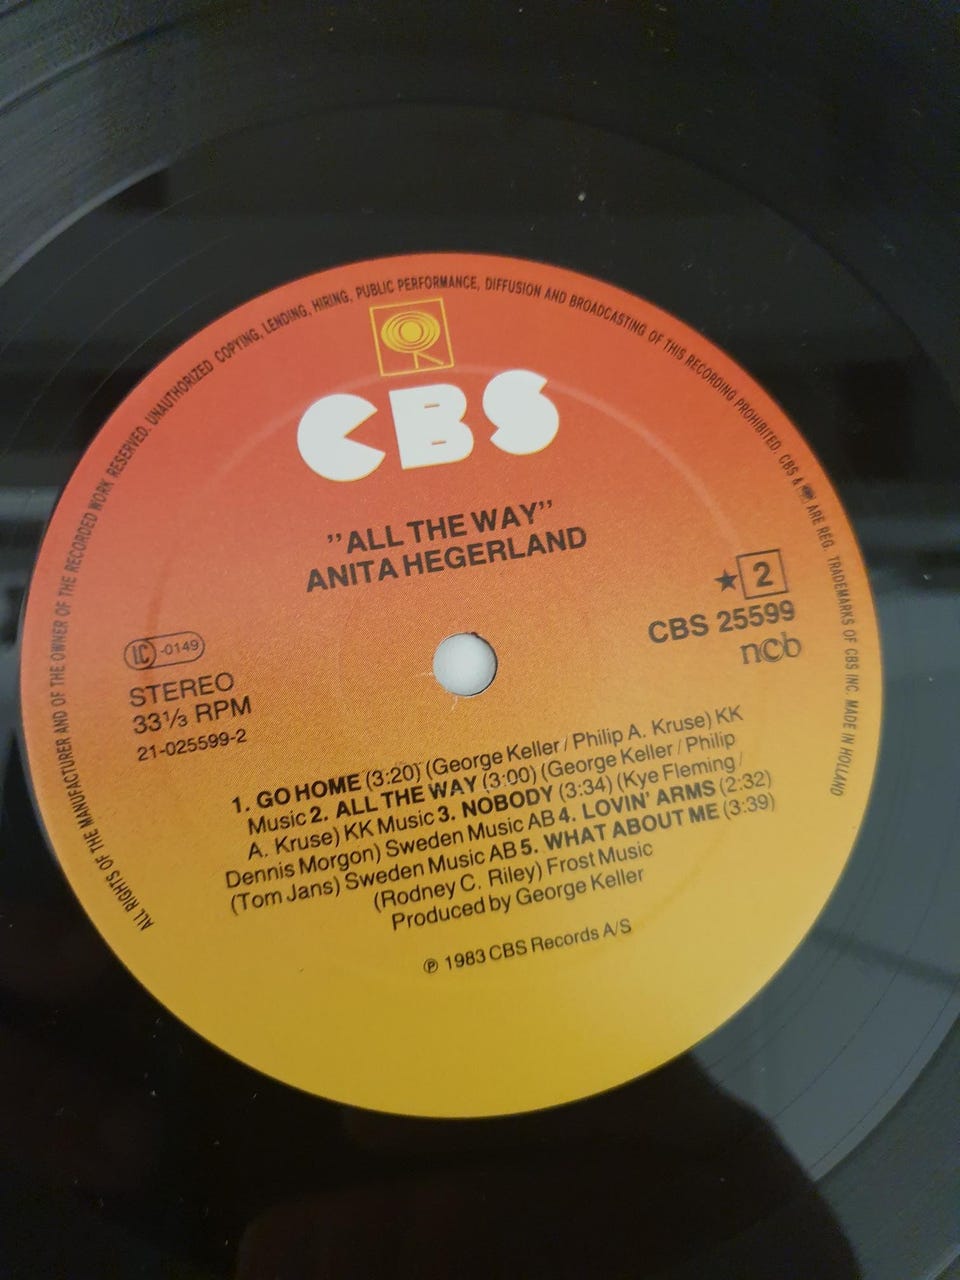 ALL RIGHTS OF THE MANUFACTURER AND OF THE OWNER OF THE RECORDED WORK RESERVED. UNAUTHORIZED COPYING, LENDING, HIRING, PUBLIC PERFORMANCE, DIFFUSION AND BROADCASTING OF THIS RECORDING PROHIBITED. CBS & ARE REG. TRADEMARKS OF CBS INC. MADE IN HOLLAND
CBS
"ALL THE WAY"
ANITA HEGERLAND
★ 2
CBS 25599
ncb
LC -0149
STEREO
33⅓ RPM
21-025599-2
1. GO HOME (3:20) (George Keller / Philip A. Kruse) KK
Music 2. ALL THE WAY (3:00) (George Keller / Philip
A. Kruse) KK Music 3. NOBODY (3:34) (Kye Fleming /
Dennis Morgon) Sweden Music AB 4. LOVIN' ARMS (2:32)
(Tom Jans) Sweden Music AB 5. WHAT ABOUT ME (3:39)
(Rodney C. Riley) Frost Music
Produced by George Keller
℗ 1983 CBS Records A/S